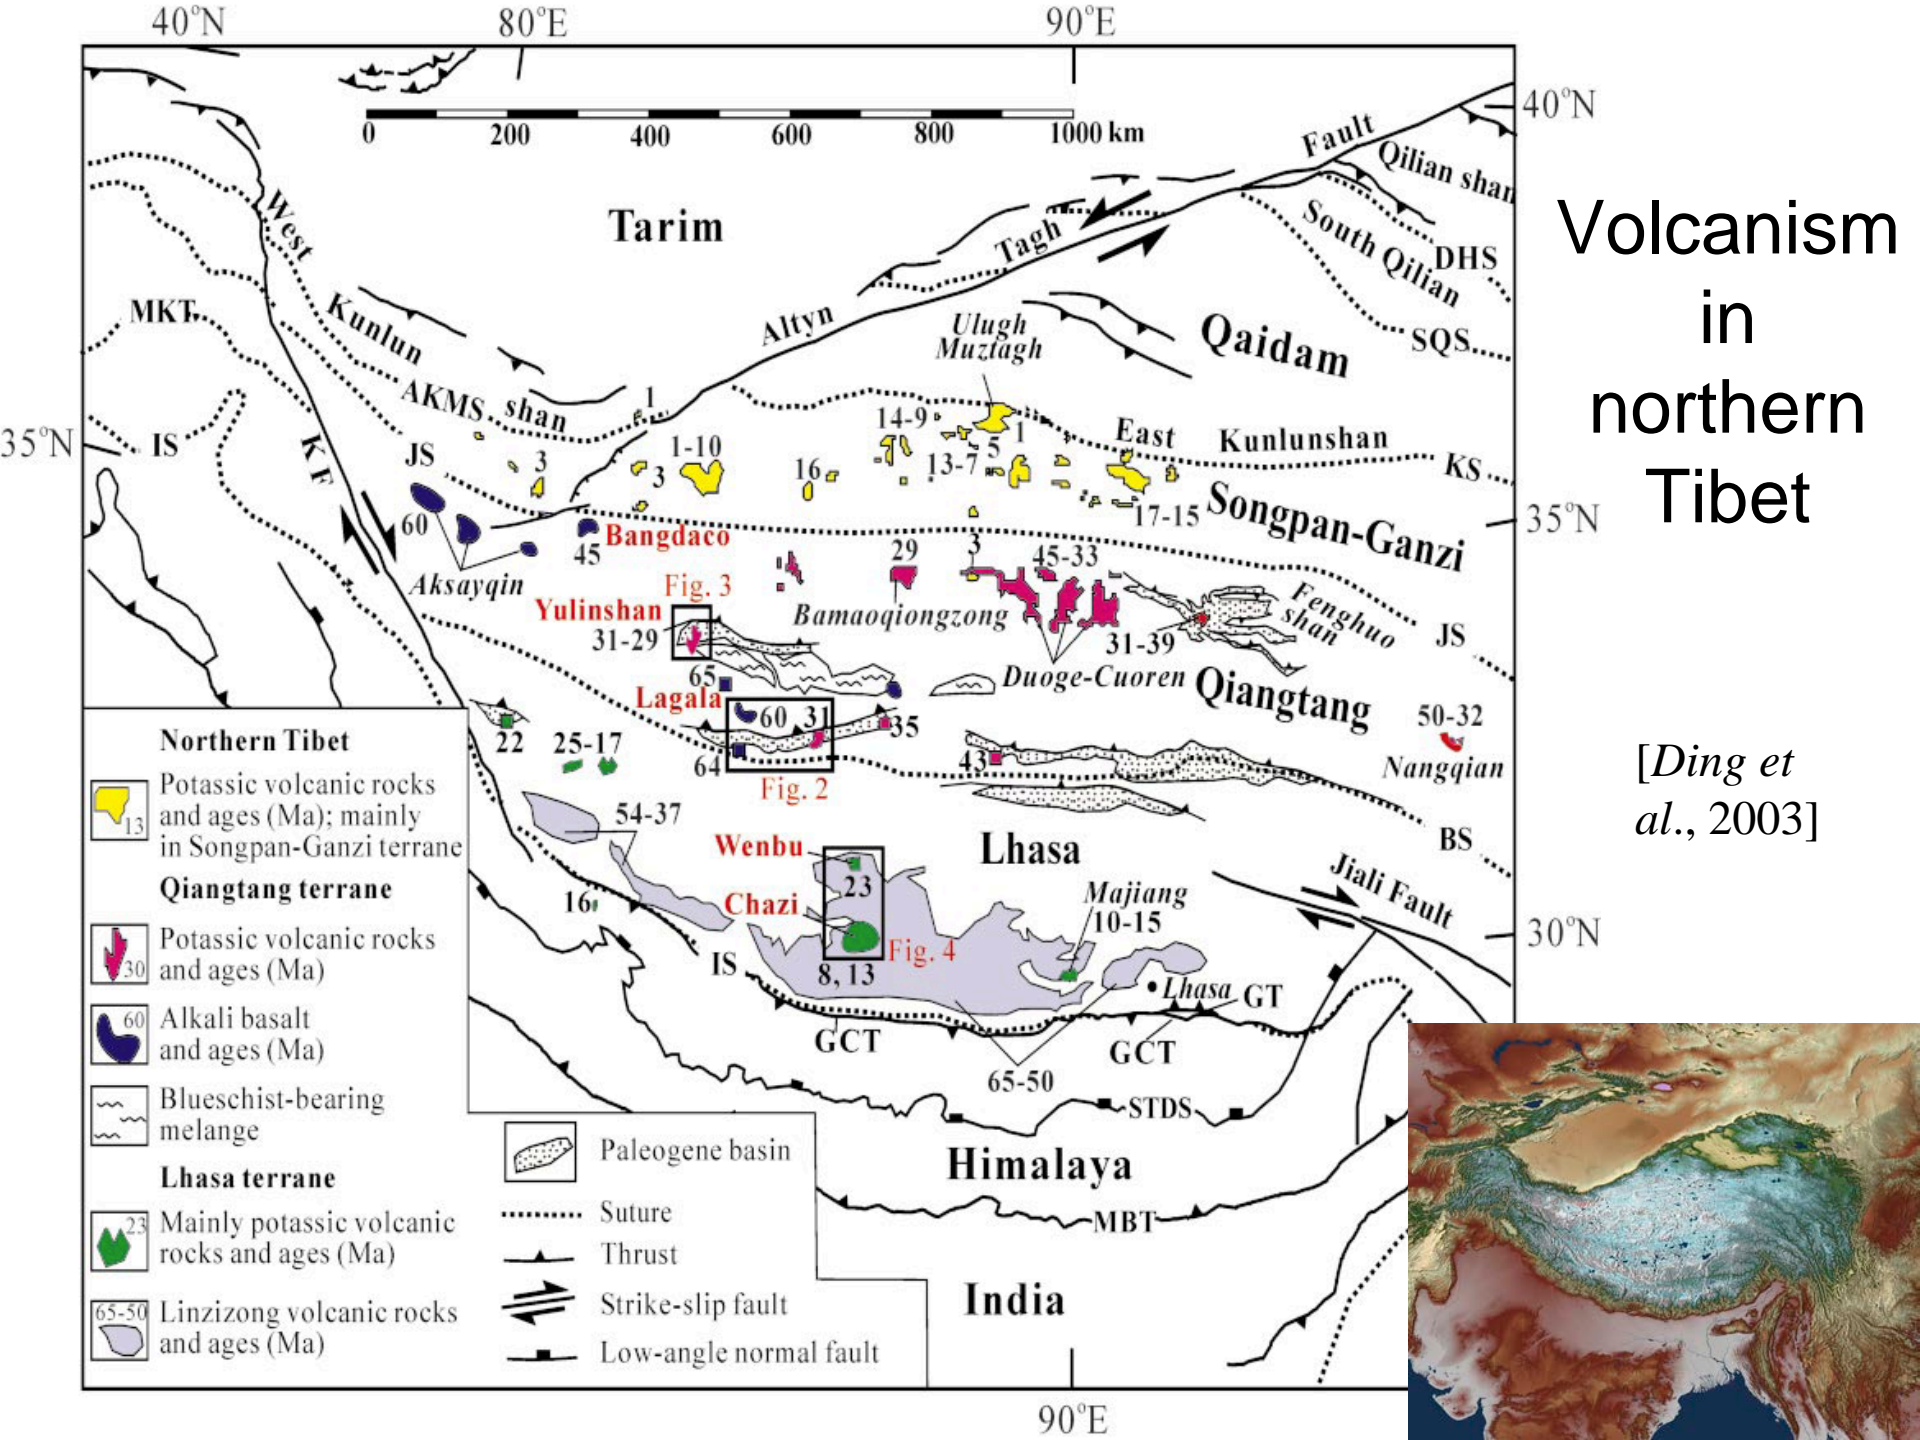 40°N
80°E
90°E
0
200
400
600
800
1000 km
40°N
Fault
Qilian shan
Tarim
West
South Qilian
DHS
Tagh
MKT
Kunlun
Altyn
Ulugh
Muztagh
Qaidam
SQS
AKMS
shan
1
14-9
5
1
East
Kunlunshan
35°N
IS
KF
JS
3
3
1-10
16
13-7
KS
60
17-15
Songpan-Ganzi
35°N
45
Bangdaco
Aksayqin
29
3
45-33
Fig. 3
Yulinshan
31-29
Bamaoqiongzong
31-39
Fenghuo
shan
JS
65
Lagala
Duoge-Cuoren
Qiangtang
60
31
35
50-32
22
25-17
64
43
Nangqian
Fig. 2
54-37
BS
Wenbu
Lhasa
Jiali Fault
23
Majiang
10-15
16
Chazi
Fig. 4
30°N
IS
8, 13
Lhasa
GT
GCT
GCT
65-50
STDS
Himalaya
MBT
India
90°E
Northern Tibet
13
Potassic volcanic rocks
and ages (Ma); mainly
in Songpan-Ganzi terrane
Qiangtang terrane
30
Potassic volcanic rocks
and ages (Ma)
60
Alkali basalt
and ages (Ma)
Blueschist-bearing
melange
Lhasa terrane
23
Mainly potassic volcanic
rocks and ages (Ma)
65-50
Linzizong volcanic rocks
and ages (Ma)
Paleogene basin
Suture
Thrust
Strike-slip fault
Low-angle normal fault
Volcanism
in
northern
Tibet
[Ding et
al., 2003]